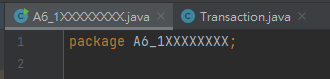 A6_1XXXXXXXX.java Transaction.java
1 package A6_1XXXXXXXX;
2